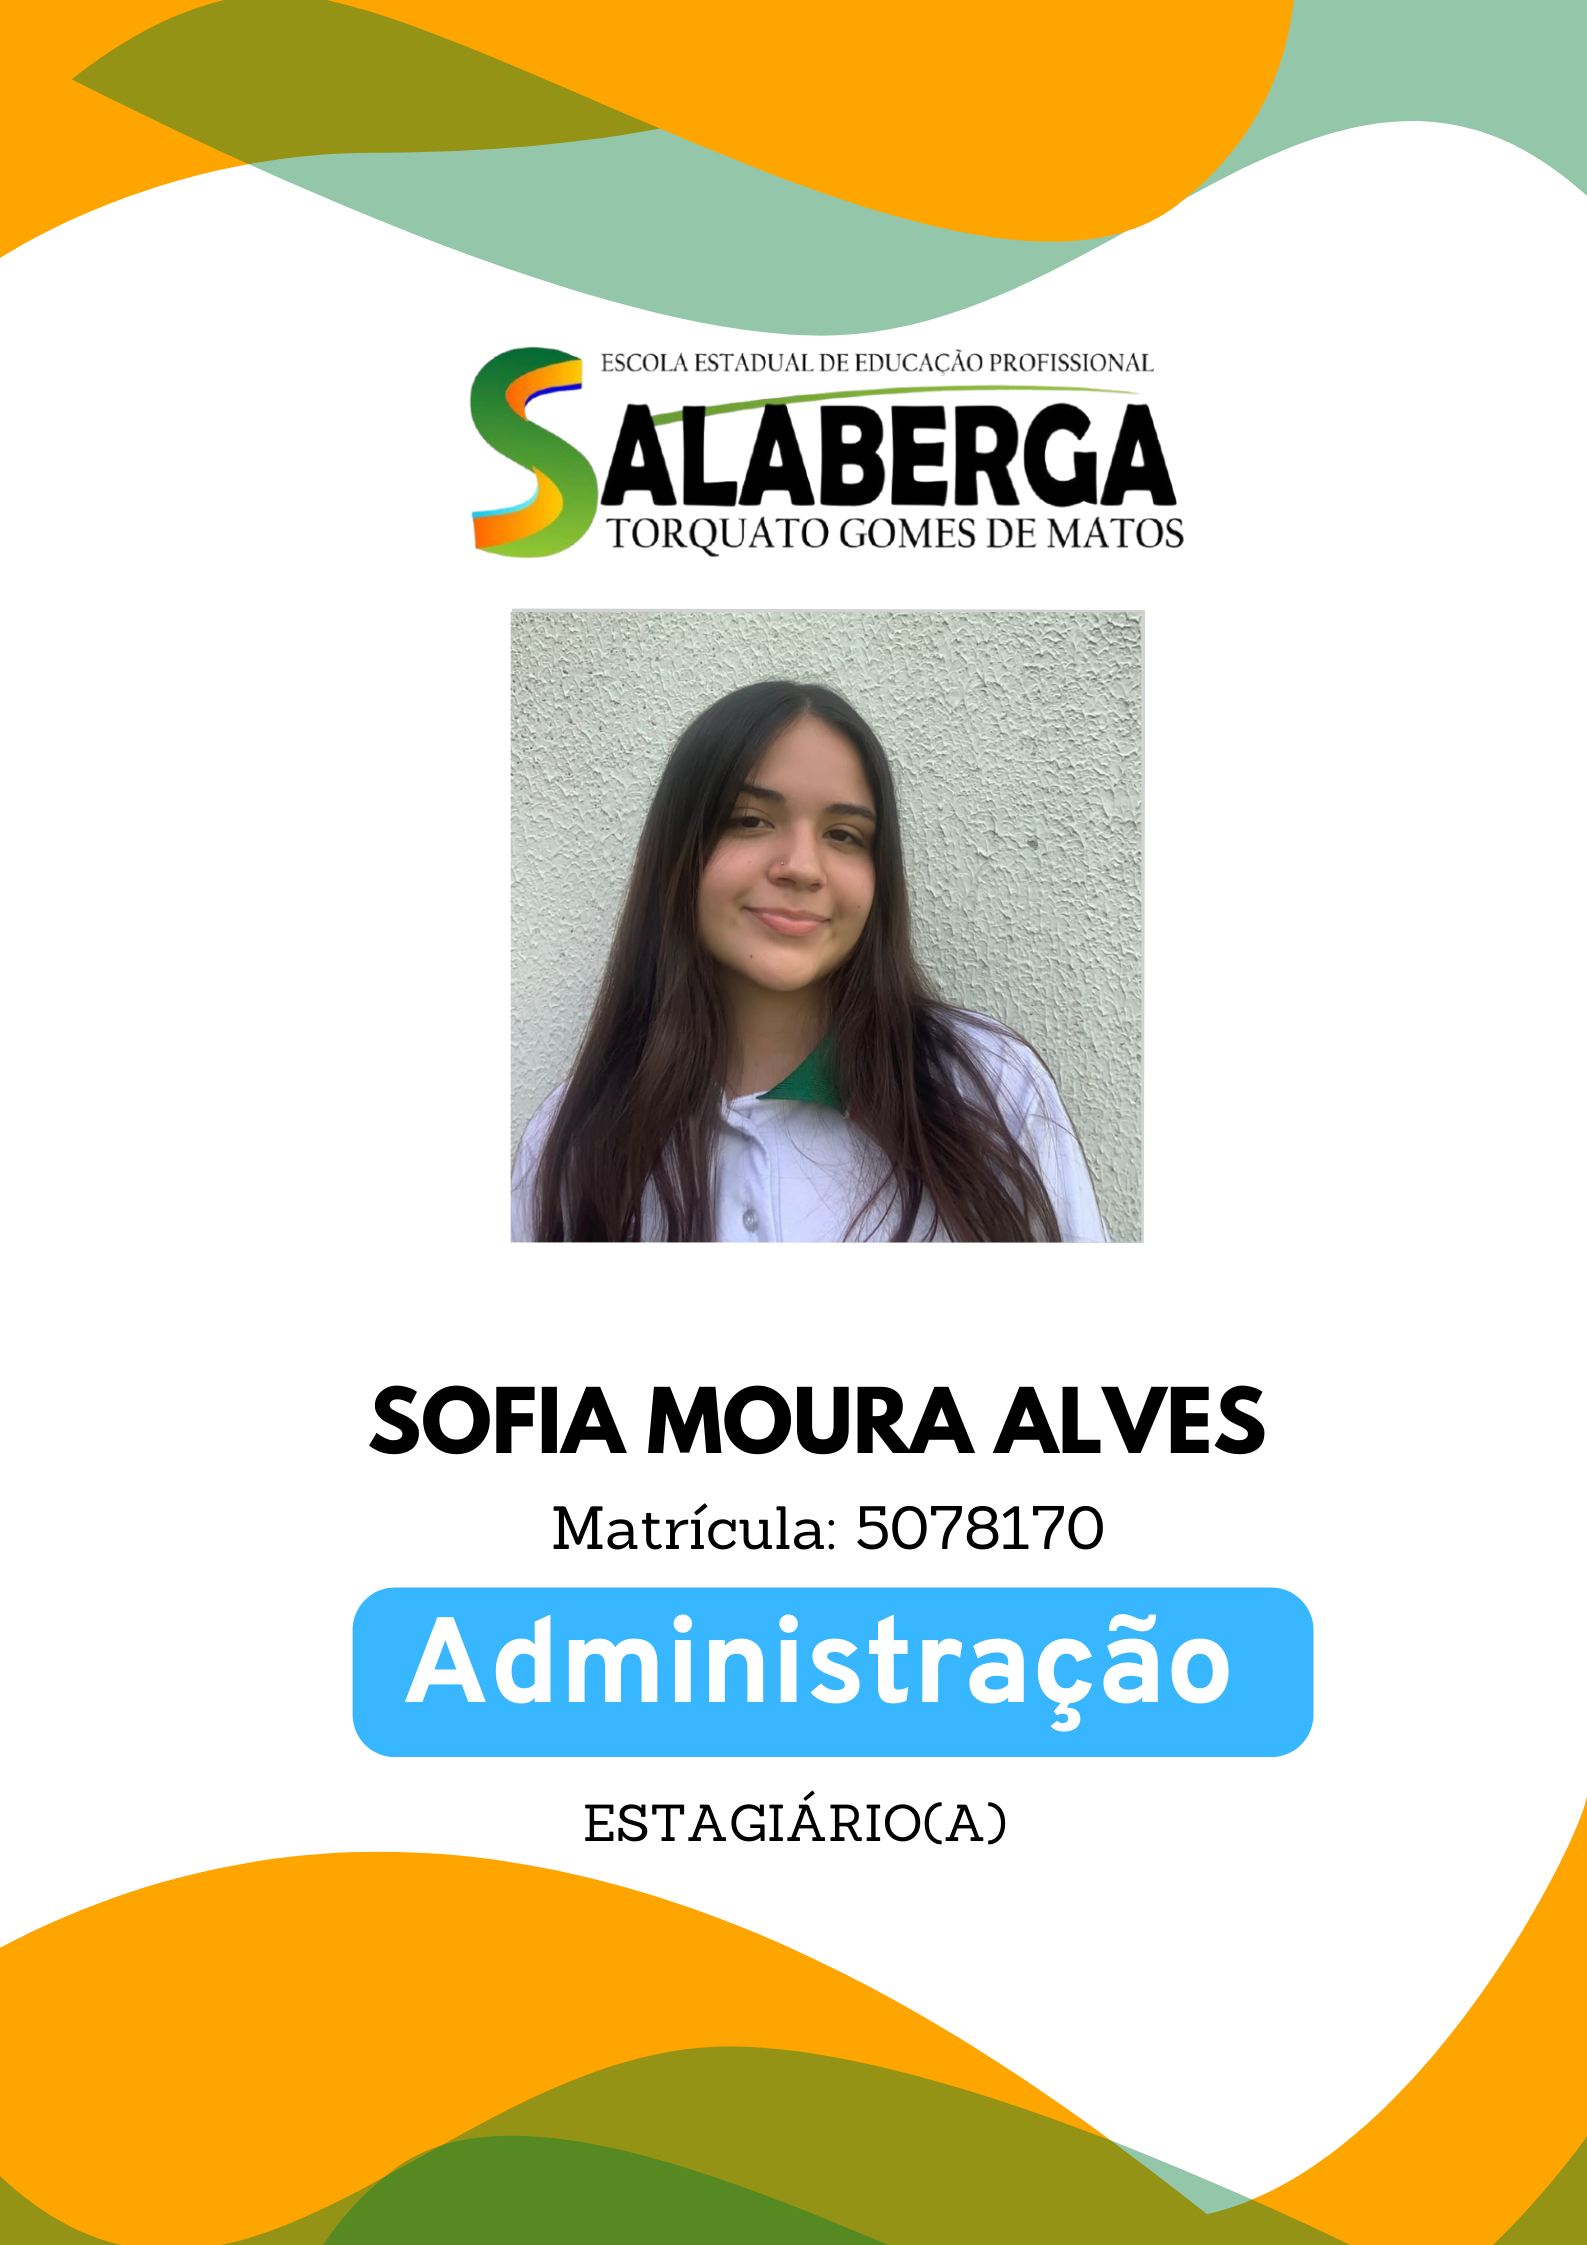 ESCOLA ESTADUAL DE EDUCAÇÃO PROFISSIONAL
SALABERGA
TORQUATO GOMES DE MATOS
SOFIA MOURA ALVES
Matrícula: 5078170
Administração
ESTAGIÁRIO(A)